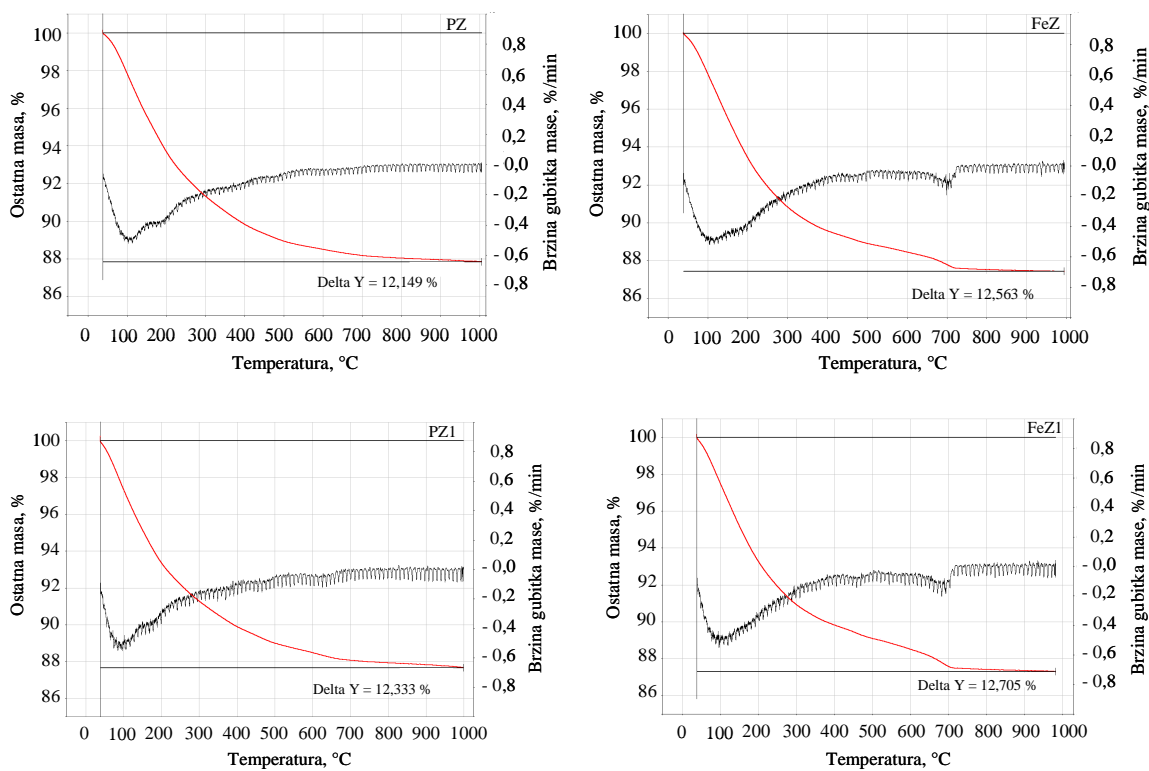 PZ
100
98
96
94
92
90
88
86
Ostatna masa, %
0,8
0,6
0,4
0,2
- 0,0
- 0,2
- 0,4
- 0,6
- 0,8
Brzina gubitka mase, %/min
Delta Y = 12,149 %
0 100 200 300 400 500 600 700 800 900 1000
Temperatura, °C
FeZ
100
98
96
94
92
90
88
86
Ostatna masa, %
0,8
0,6
0,4
0,2
- 0,0
- 0,2
- 0,4
- 0,6
- 0,8
Brzina gubitka mase, %/min
Delta Y = 12,563 %
0 100 200 300 400 500 600 700 800 900 1000
Temperatura, °C
PZ1
100
98
96
94
92
90
88
86
Ostatna masa, %
0,8
0,6
0,4
0,2
- 0,0
- 0,2
- 0,4
- 0,6
- 0,8
Brzina gubitka mase, %/min
Delta Y = 12,333 %
0 100 200 300 400 500 600 700 800 900 1000
Temperatura, °C
FeZ1
100
98
96
94
92
90
88
86
Ostatna masa, %
0,8
0,6
0,4
0,2
- 0,0
- 0,2
- 0,4
- 0,6
- 0,8
Brzina gubitka mase, %/min
Delta Y = 12,705 %
0 100 200 300 400 500 600 700 800 900 1000
Temperatura, °C